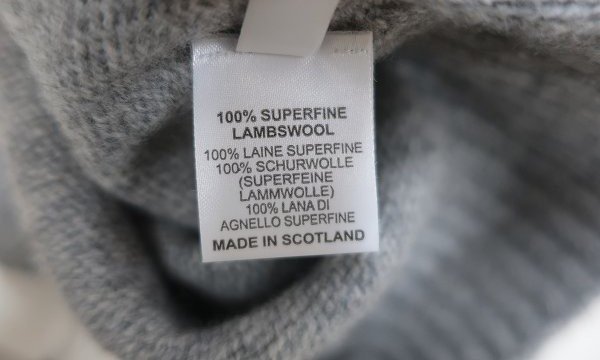 100% SUPERFINE
LAMBSWOOL
100% LAINE SUPERFINE
100% SCHURWOLLE
(SUPERFEINE
LAMMWOLLE)
100% LANA DI
AGNELLO SUPERFINE
MADE IN SCOTLAND